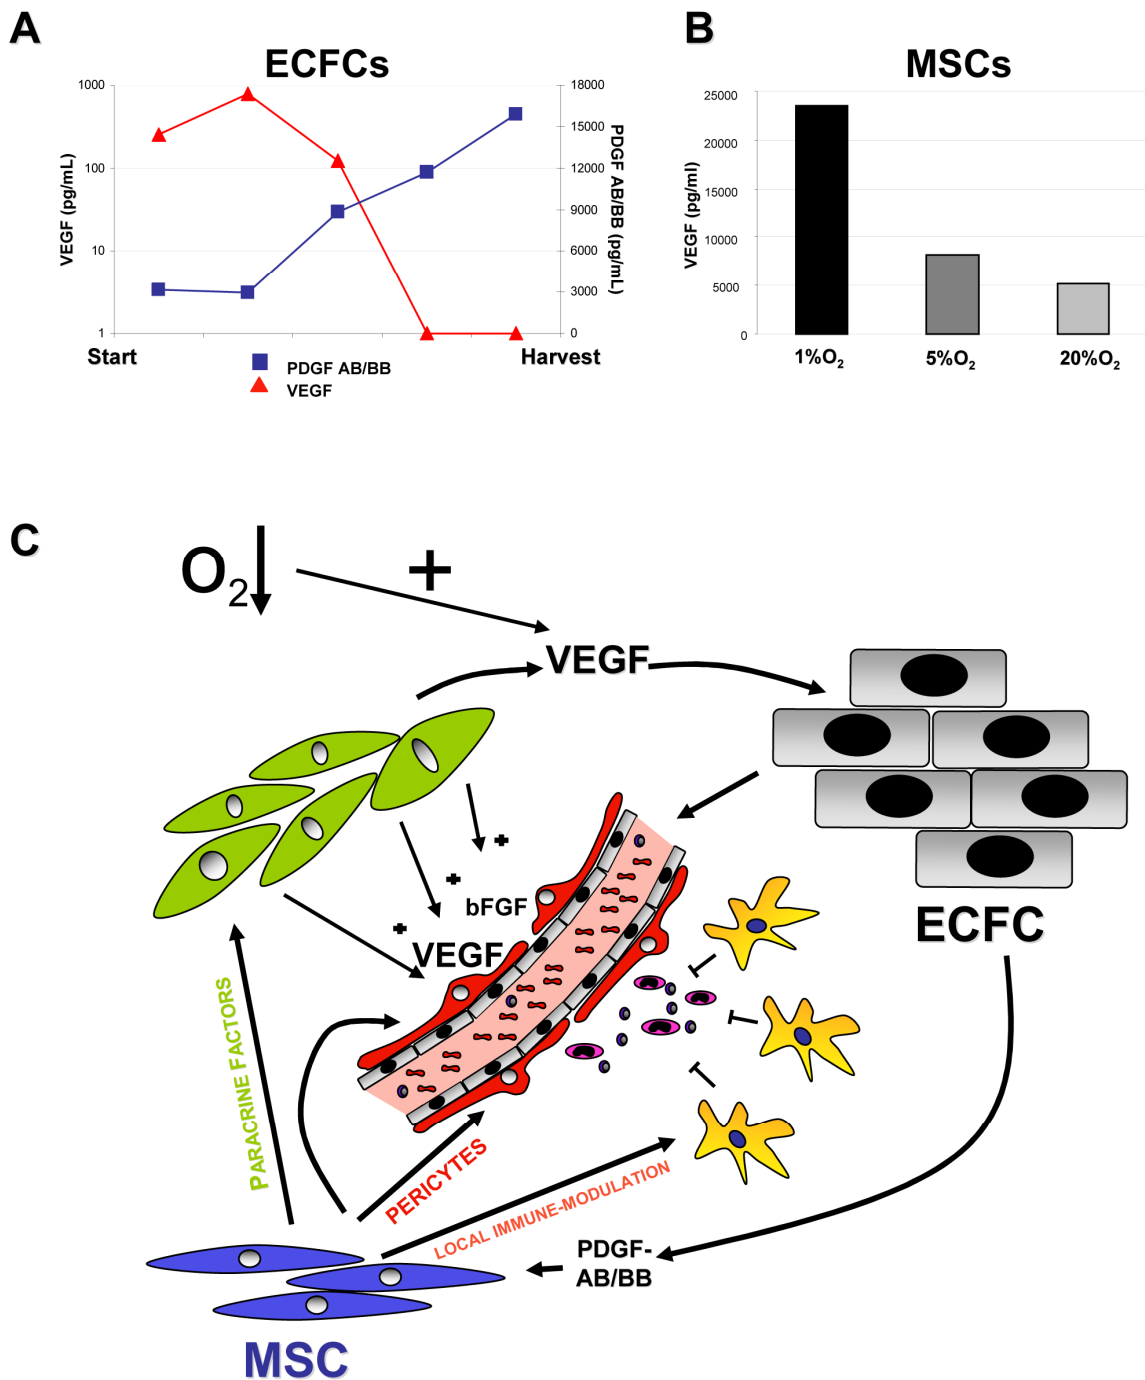 A
ECFCs
1000
100
10
1
VEGF (pg/mL)
18000
15000
12000
9000
6000
3000
0
PDGF AB/BB (pg/mL)
Start
Harvest
PDGF AB/BB
VEGF
B
MSCs
25000
20000
15000
10000
5000
0
VEGF (pg/ml)
1%O2
5%O2
20%O2
C
O2
+
VEGF
+
+
bFGF
+
VEGF
ECFC
PARACRINE FACTORS
PERICYTES
LOCAL IMMUNE-MODULATION
PDGF-
AB/BB
MSC